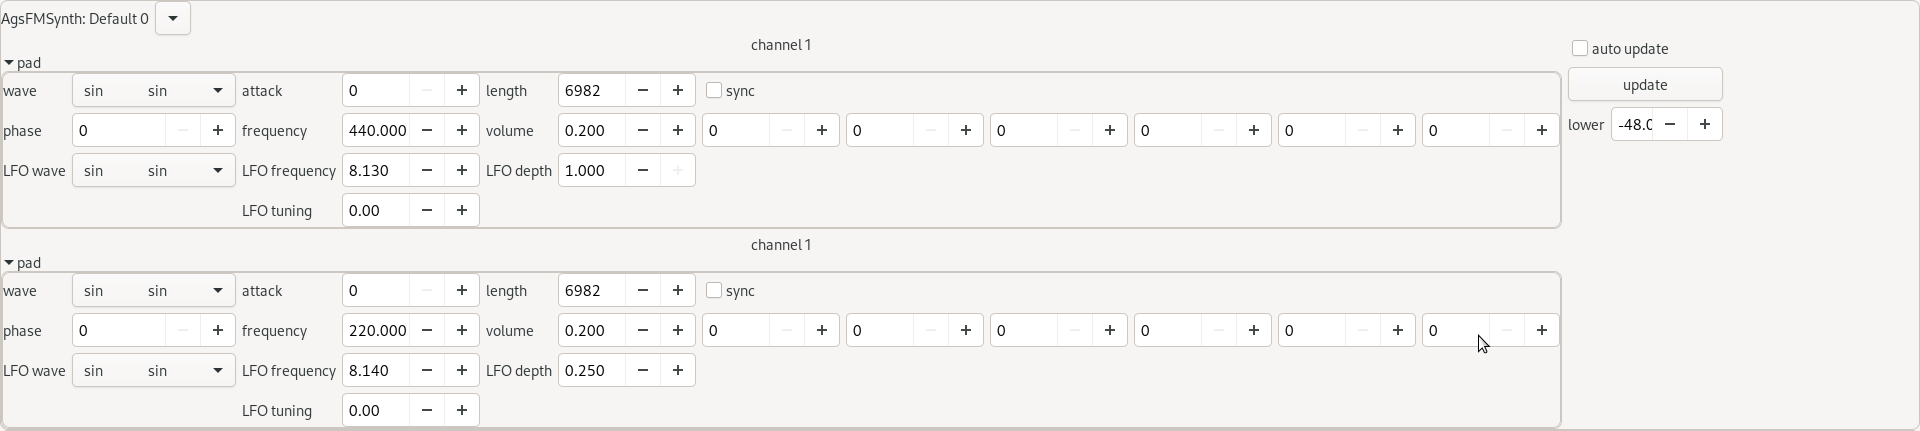 AgsFMSynth: Default 0
channel 1
auto update
pad
update
wave sin sin attack 0 length 6982 sync
phase 0 frequency 440.000 volume 0.200 0 0 0 0 0 0
lower -48.0
LFO wave sin sin LFO frequency 8.130 LFO depth 1.000
LFO tuning 0.00
channel 1
pad
wave sin sin attack 0 length 6982 sync
phase 0 frequency 220.000 volume 0.200 0 0 0 0 0 0
LFO wave sin sin LFO frequency 8.140 LFO depth 0.250
LFO tuning 0.00